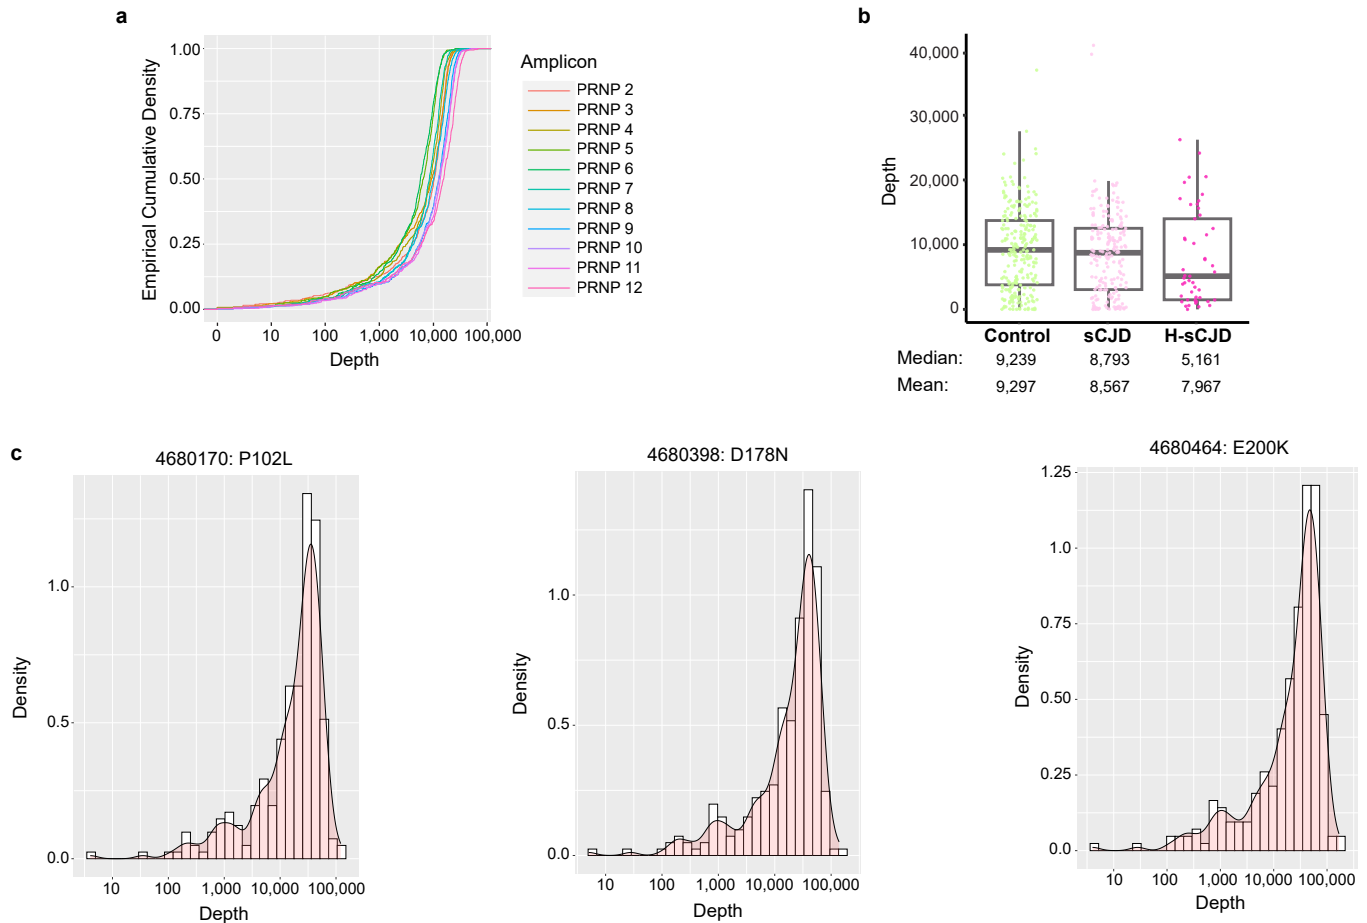 a
1.00
0.75
0.50
0.25
0.00
Empirical Cumulative Density
0 10 100 1,000 10,000 100,000
Depth
Amplicon
PRNP 2
PRNP 3
PRNP 4
PRNP 5
PRNP 6
PRNP 7
PRNP 8
PRNP 9
PRNP 10
PRNP 11
PRNP 12
b
40,000
30,000
20,000
10,000
0
Depth
Control sCJD H-sCJD
Median: 9,239 8,793 5,161
Mean: 9,297 8,567 7,967
c
4680170: P102L
1.0
0.5
0.0
Density
10 100 1,000 10,000 100,000
Depth
4680398: D178N
1.0
0.5
0.0
Density
10 100 1,000 10,000 100,000
Depth
4680464: E200K
1.25
1.00
0.75
0.50
0.25
0.00
Density
10 100 1,000 10,000 100,000
Depth